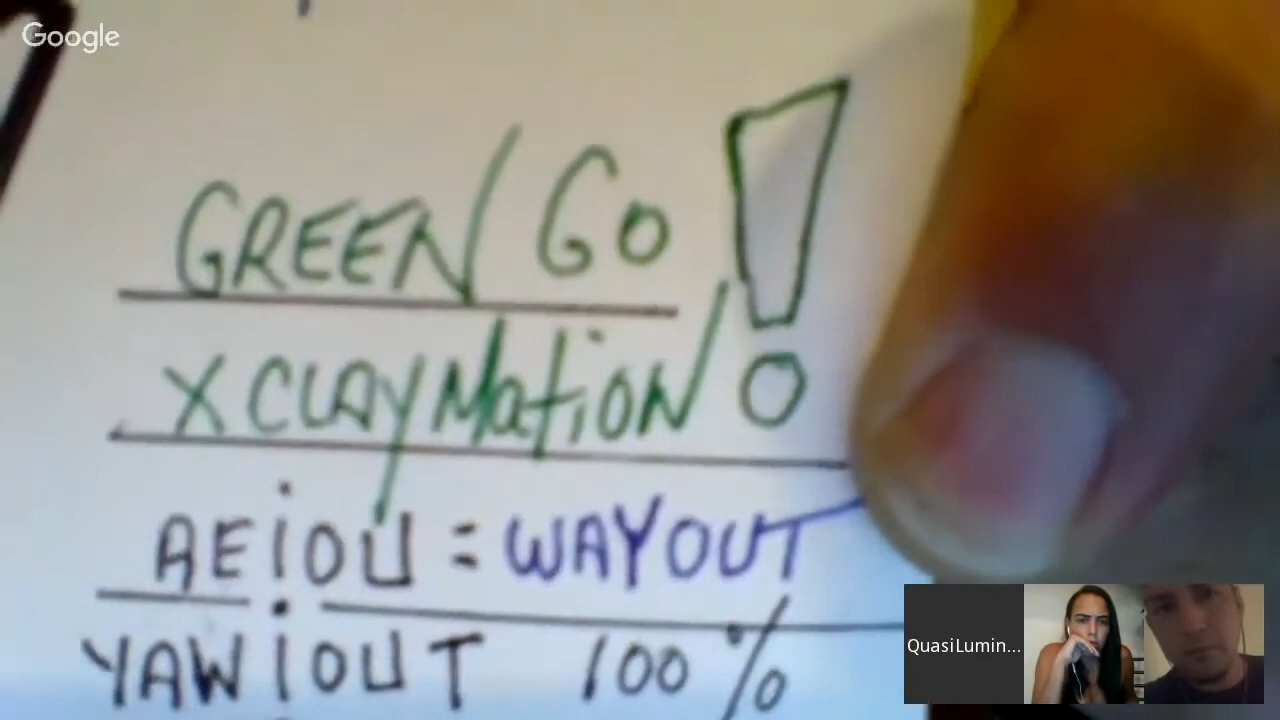 Google
GREEN GO !
X CLAYMATiON
AEiOU = WAYOUT
YAWiOUT 100%
QuasiLumin...